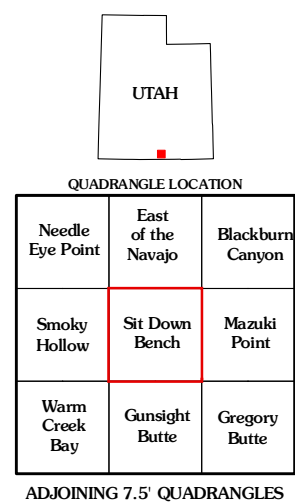 UTAH
QUADRANGLE LOCATION
Needle
Eye Point
East
of the
Navajo
Blackburn
Canyon
Smoky
Hollow
Sit Down
Bench
Mazuki
Point
Warm
Creek
Bay
Gunsight
Butte
Gregory
Butte
ADJOINING 7.5' QUADRANGLES